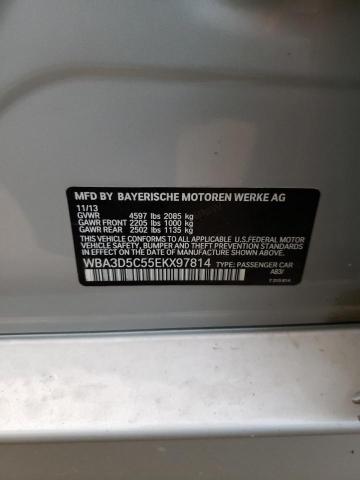 MFD BY BAYERISCHE MOTOREN WERKE AG
11/13
GVWR 4597 lbs 2085 kg
GAWR FRONT 2205 lbs 1000 kg
GAWR REAR 2502 lbs 1135 kg
THIS VEHICLE CONFORMS TO ALL APPLICABLE U.S. FEDERAL MOTOR
VEHICLE SAFETY, BUMPER, AND THEFT PREVENTION STANDARDS
IN EFFECT ON THE DATE OF MANUFACTURE SHOWN ABOVE.
WBA3D5C55EKX97814 TYPE: PASSENGER CAR
A83/